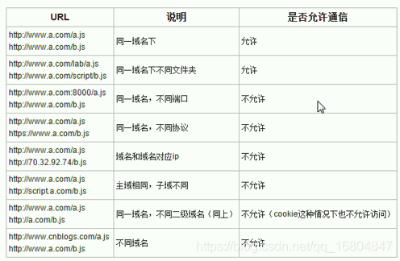 URL 说明 是否允许通信
http://www.a.com/a.js
http://www.a.com/b.js
同一域名下 允许
http://www.a.com/lab/a.js
http://www.a.com/script/b.js
同一域名下不同文件夹 允许
http://www.a.com:8000/a.js
http://www.a.com/b.js
同一域名，不同端口 不允许
http://www.a.com/a.js
https://www.a.com/b.js
同一域名，不同协议 不允许
http://www.a.com/a.js
http://70.32.92.74/b.js
域名和域名对应ip 不允许
http://www.a.com/a.js
http://script.a.com/b.js
主域相同，子域不同 不允许
http://www.a.com/a.js
http://a.com/b.js
同一域名，不同二级域名（同上） 不允许（cookie这种情况下也不允许访问）
http://www.cnblogs.com/a.js
http://www.a.com/b.js
不同域名 不允许
https://blog.csdn.net/qq_16804847